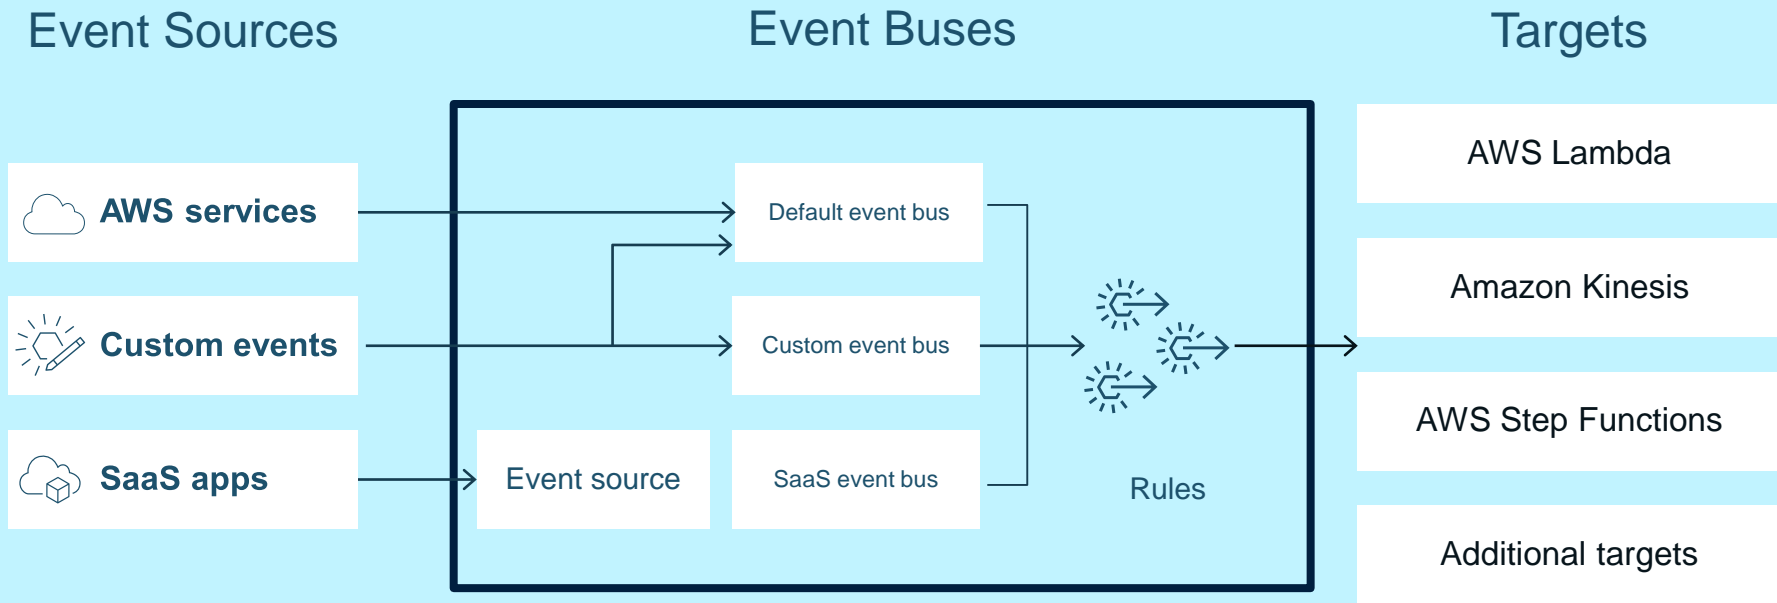 Event Sources
Event Buses
Targets
AWS services
Custom events
SaaS apps
Event source
Default event bus
Custom event bus
SaaS event bus
Rules
AWS Lambda
Amazon Kinesis
AWS Step Functions
Additional targets